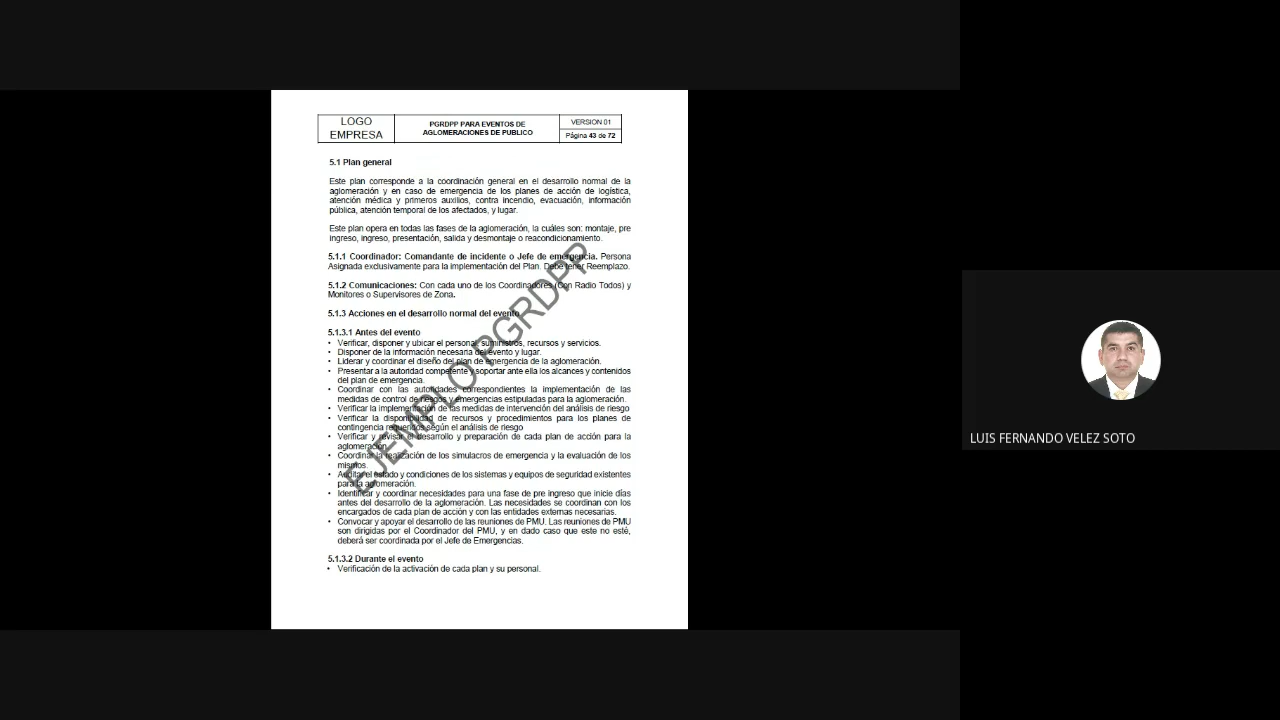 LOGO
EMPRESA
PGRDPP PARA EVENTOS DE
AGLOMERACIONES DE PUBLICO
VERSION 01
Página 43 de 72
5.1 Plan general
Este plan corresponde a la coordinación general en el desarrollo normal de la
aglomeración y en caso de emergencia de los planes de acción de logística,
atención médica y primeros auxilios, contra incendio, evacuación, información
pública, atención temporal de los afectados, y lugar.
Este plan opera en todas las fases de la aglomeración, la cuáles son: montaje, pre
ingreso, ingreso, presentación, salida y desmontaje o reacondicionamiento.
5.1.1 Coordinador: Comandante de incidente o Jefe de emergencia. Persona
Asignada exclusivamente para la implementación del Plan. Debe tener Reemplazo.
5.1.2 Comunicaciones: Con cada uno de los Coordinadores (Con Radio Todos) y
Monitores o Supervisores de Zona.
5.1.3 Acciones en el desarrollo normal del evento
5.1.3.1 Antes del evento
• Verificar, disponer y ubicar el personal, suministros, recursos y servicios.
• Disponer de la información necesaria del evento y lugar.
• Liderar y coordinar el diseño del plan de emergencia de la aglomeración.
• Presentar a la autoridad competente y soportar ante ella los alcances y contenidos
del plan de emergencia.
• Coordinar con las autoridades correspondientes la implementación de las
medidas de control de riesgos y emergencias estipuladas para la aglomeración.
• Verificar la implementación de las medidas de intervención del análisis de riesgo
• Verificar la disponibilidad de recursos y procedimientos para los planes de
contingencia requeridos según el análisis de riesgo
• Verificar y revisar el desarrollo y preparación de cada plan de acción para la
aglomeración.
• Coordinar la realización de los simulacros de emergencia y la evaluación de los
mismos.
• Auditar el estado y condiciones de los sistemas y equipos de seguridad existentes
para la aglomeración.
• Identificar y coordinar necesidades para una fase de pre ingreso que inicie días
antes del desarrollo de la aglomeración. Las necesidades se coordinan con los
encargados de cada plan de acción y con las entidades externas necesarias.
• Convocar y apoyar el desarrollo de las reuniones de PMU. Las reuniones de PMU
son dirigidas por el Coordinador del PMU, y en dado caso que este no esté,
deberá ser coordinada por el Jefe de Emergencias.
5.1.3.2 Durante el evento
• Verificación de la activación de cada plan y su personal.
EJEMPLO PGRDPP
LUIS FERNANDO VELEZ SOTO